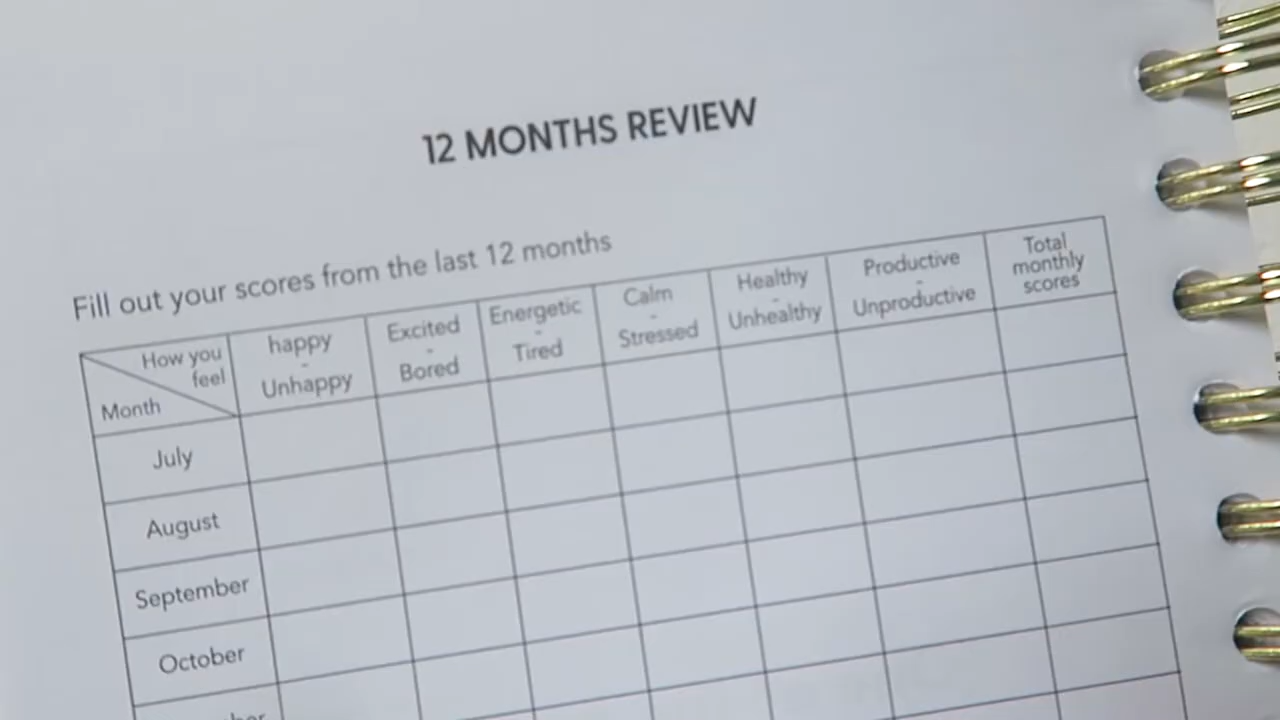 12 MONTHS REVIEW
Fill out your scores from the last 12 months
How you
feel
Month
happy
-
Unhappy
Excited
-
Bored
Energetic
-
Tired
Calm
-
Stressed
Healthy
-
Unhealthy
Productive
-
Unproductive
Total
monthly
scores
July
August
September
October